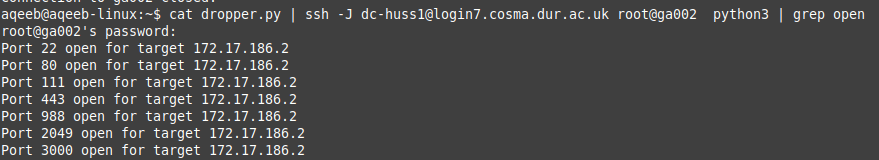 aqeeb@aqeeb-linux:~$ cat dropper.py | ssh -J dc-huss1@login7.cosma.dur.ac.uk root@ga002  python3 | grep open
root@ga002's password:
Port 22 open for target 172.17.186.2
Port 80 open for target 172.17.186.2
Port 111 open for target 172.17.186.2
Port 443 open for target 172.17.186.2
Port 988 open for target 172.17.186.2
Port 2049 open for target 172.17.186.2
Port 3000 open for target 172.17.186.2